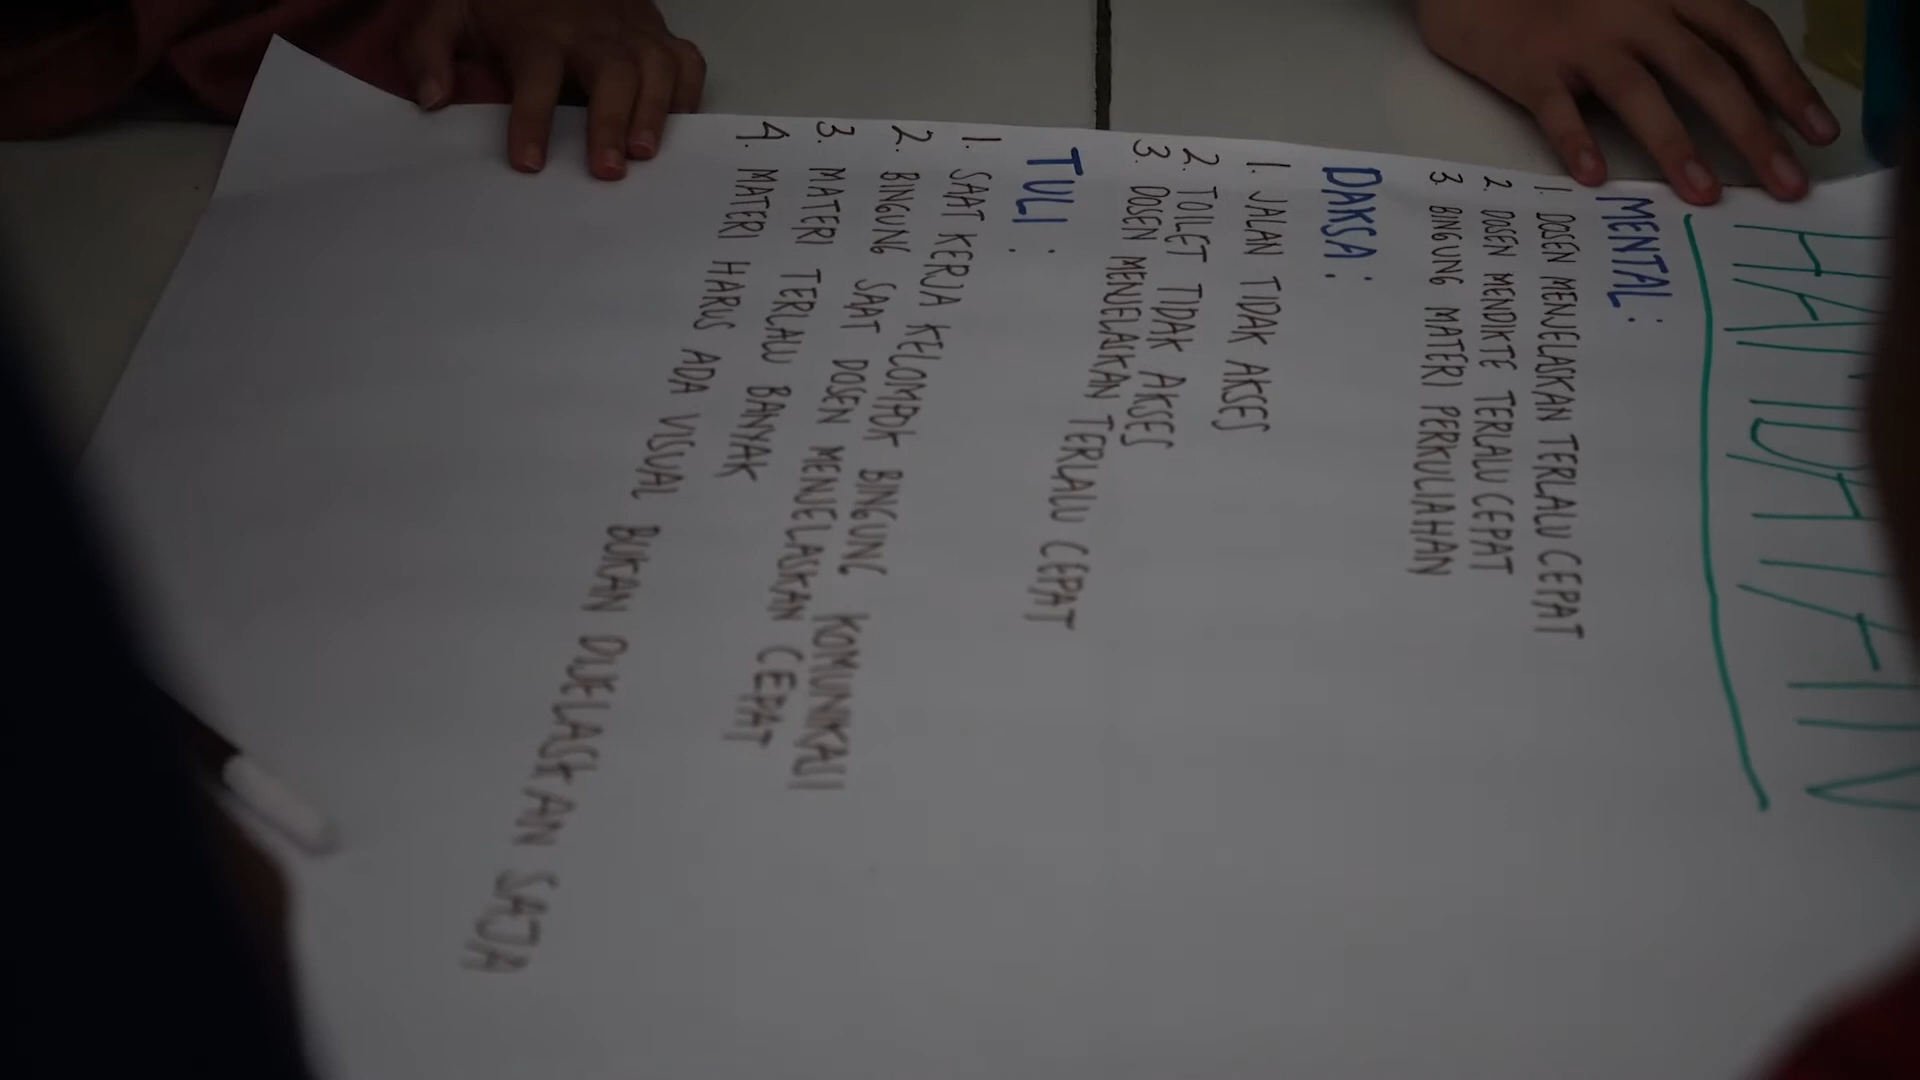 HAMBATAN
MENTAL :
1. DOSEN MENJELASKAN TERLALU CEPAT
2. DOSEN MENDIKTE TERLALU CEPAT
3. BINGUNG MATERI PERKULIAHAN
DAKSA :
1. JALAN TIDAK AKSES
2. TOILET TIDAK AKSES
3. DOSEN MENJELASKAN TERLALU CEPAT
TULI :
1. SAAT KERJA KELOMPOK BINGUNG KOMUNIKASI
2. BINGUNG SAAT DOSEN MENJELASKAN CEPAT
3. MATERI TERLALU BANYAK
4. MATERI HARUS ADA VISUAL BUKAN DIJELASKAN SAJA